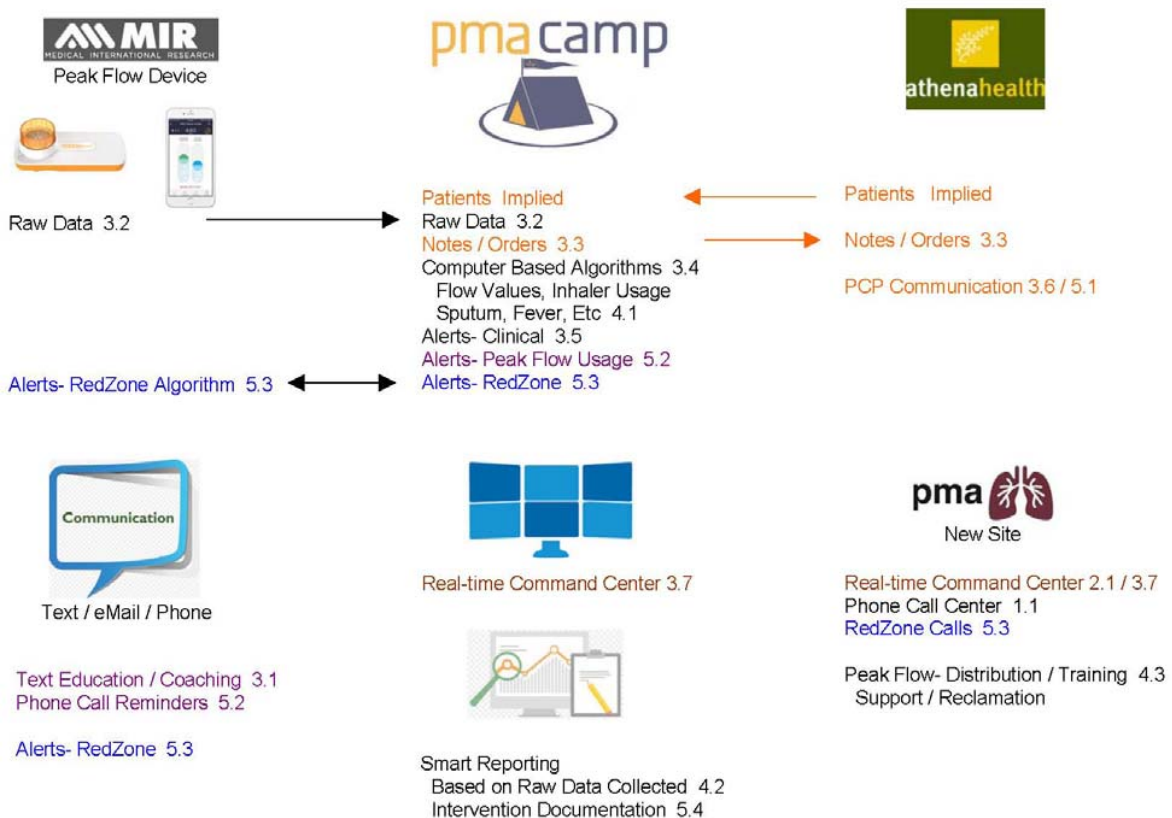 MIR
MEDICAL INTERNATIONAL RESEARCH
Peak Flow Device
pmacamp
athenahealth
Raw Data 3.2
Patients Implied
Raw Data 3.2
Notes / Orders 3.3
Computer Based Algorithms 3.4
Flow Values, Inhaler Usage
Sputum, Fever, Etc 4.1
Alerts- Clinical 3.5
Alerts- Peak Flow Usage 5.2
Alerts- RedZone 5.3
Patients Implied
Notes / Orders 3.3
PCP Communication 3.6 / 5.1
Alerts- RedZone Algorithm 5.3
Communication
Text / eMail / Phone
Text Education / Coaching 3.1
Phone Call Reminders 5.2
Alerts- RedZone 5.3
Real-time Command Center 3.7
Smart Reporting
Based on Raw Data Collected 4.2
Intervention Documentation 5.4
pma
New Site
Real-time Command Center 2.1 / 3.7
Phone Call Center 1.1
RedZone Calls 5.3
Peak Flow- Distribution / Training 4.3
Support / Reclamation